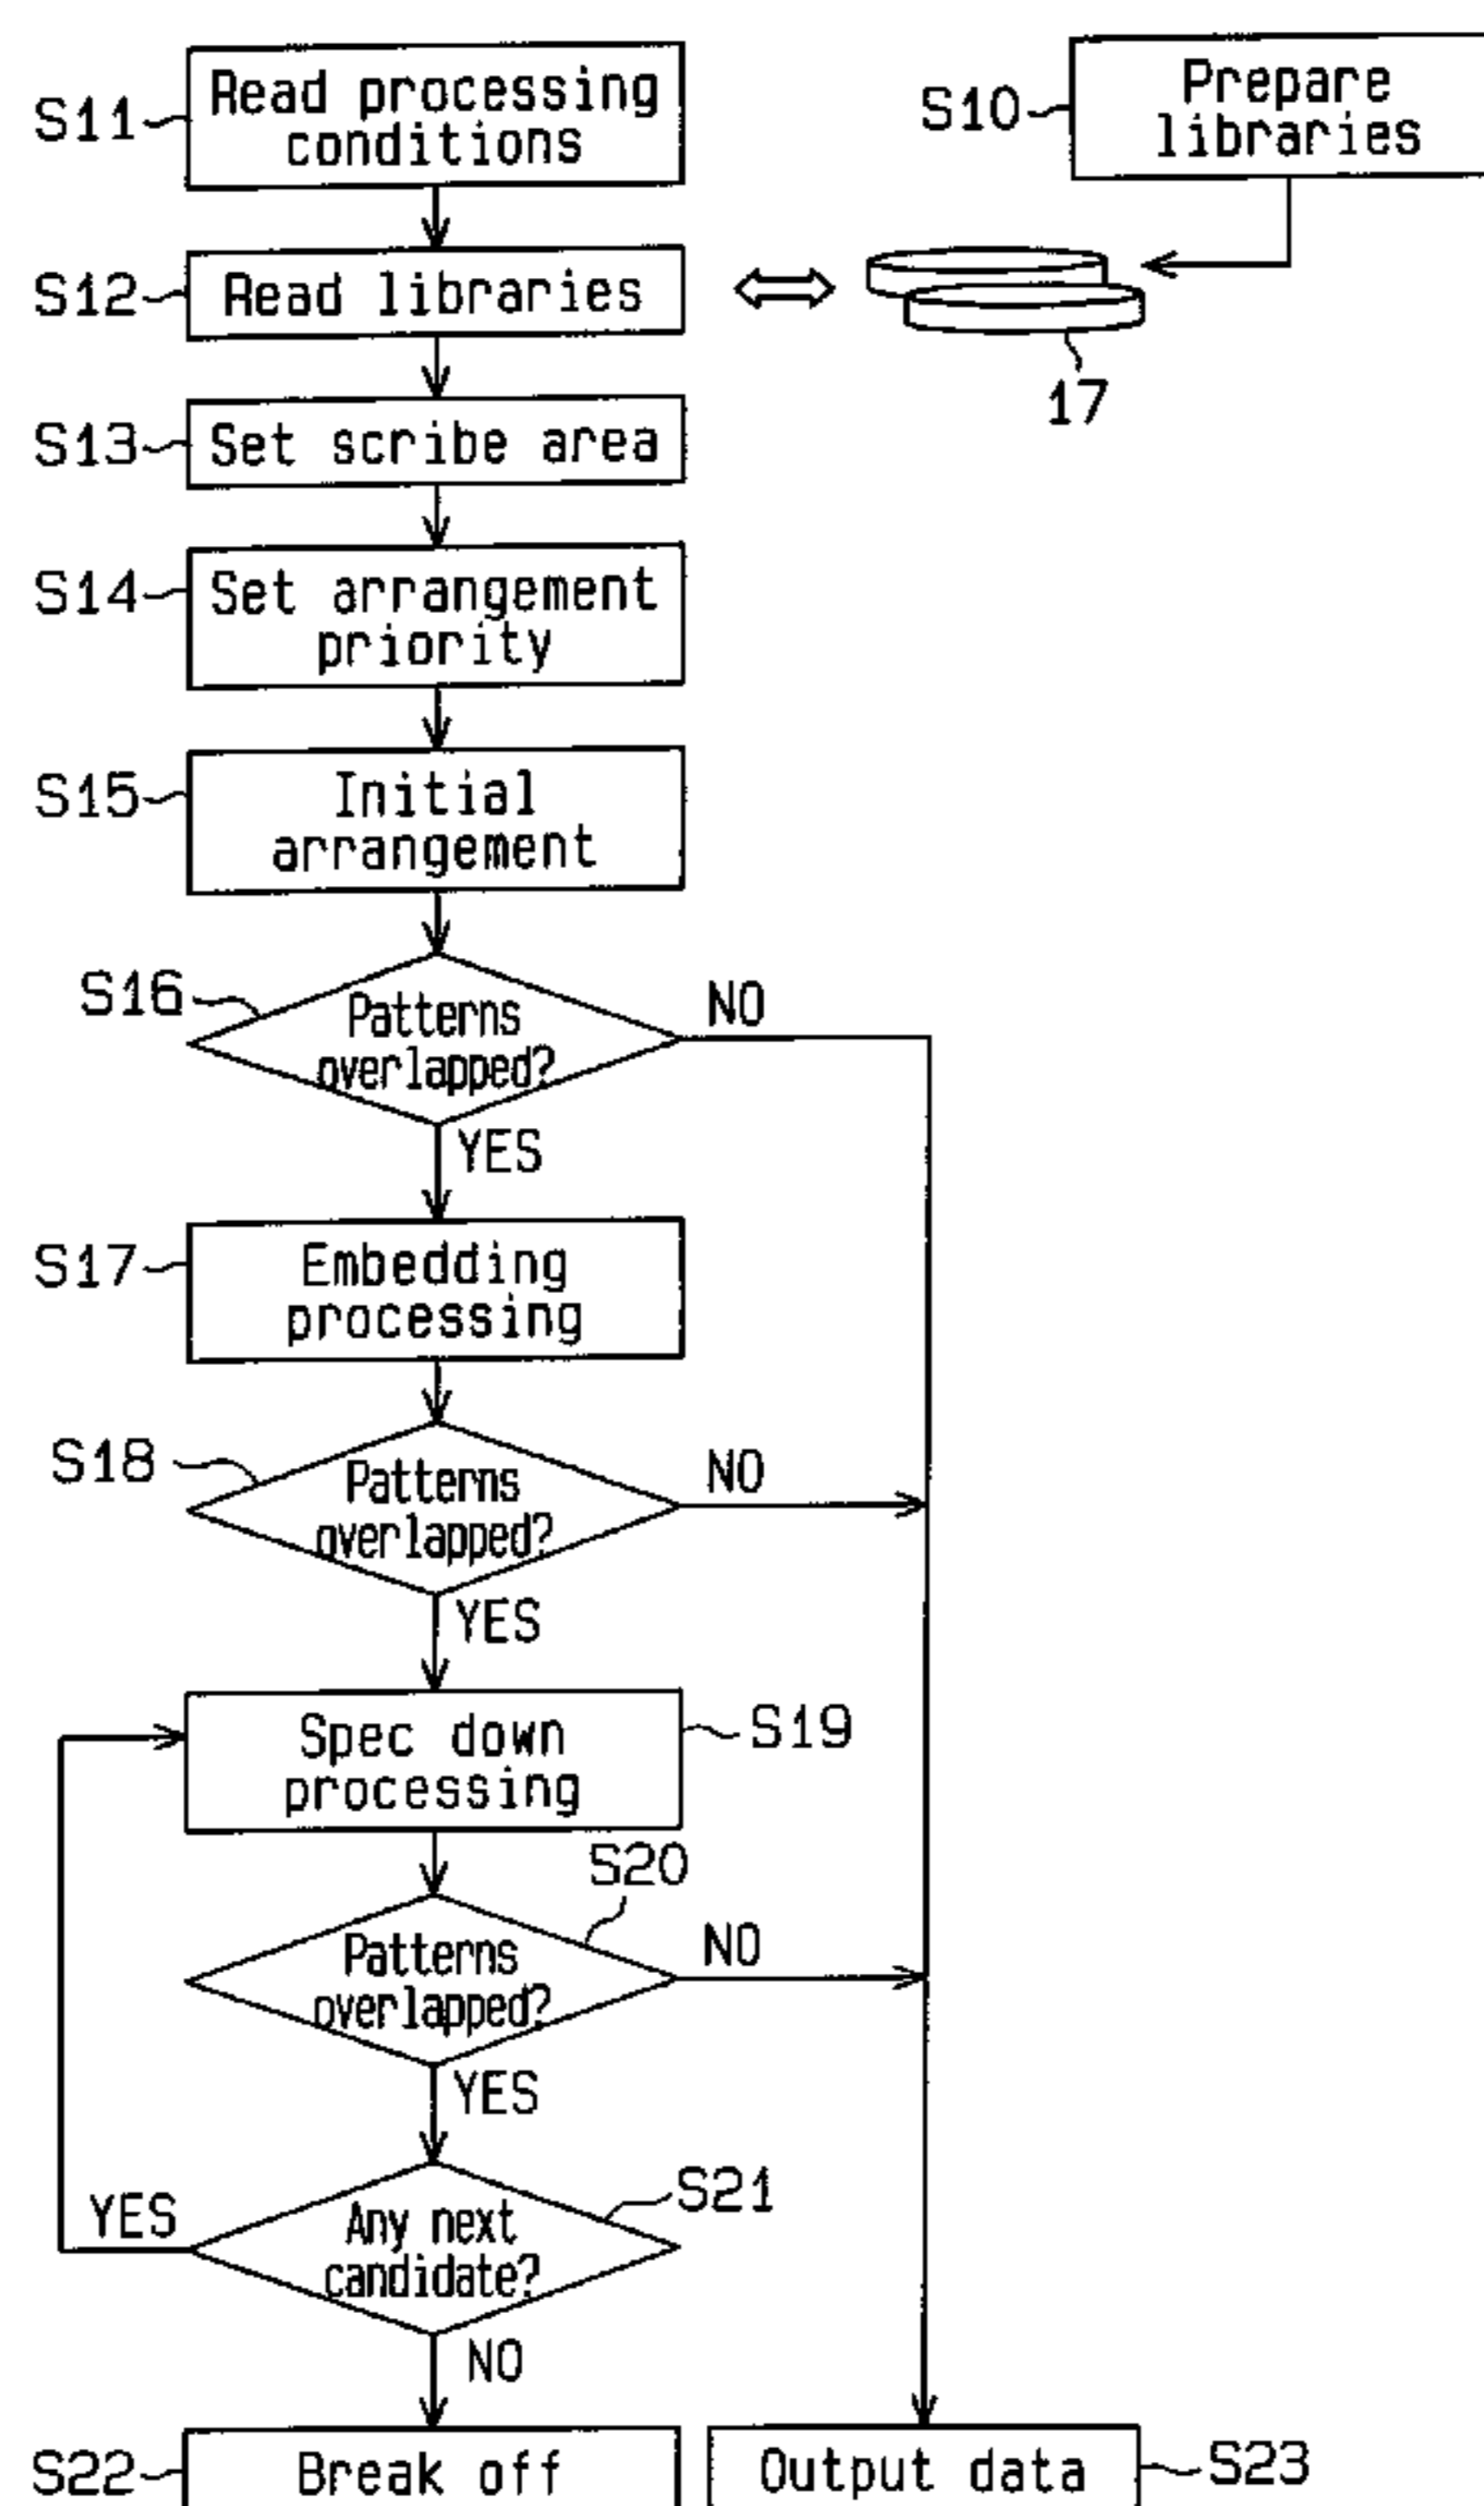 S11
Read processing
conditions
S10
Prepare
libraries
S12
Read libraries
17
S13
Set scribe area
S14
Set arrangement
priority
S15
Initial
arrangement
S16
Patterns
overlapped?
NO
YES
S17
Embedding
processing
S18
Patterns
overlapped?
NO
YES
Spec down
processing
S19
S20
Patterns
overlapped?
NO
YES
S21
Any next
candidate?
YES
NO
S22
Break off
Output data
S23